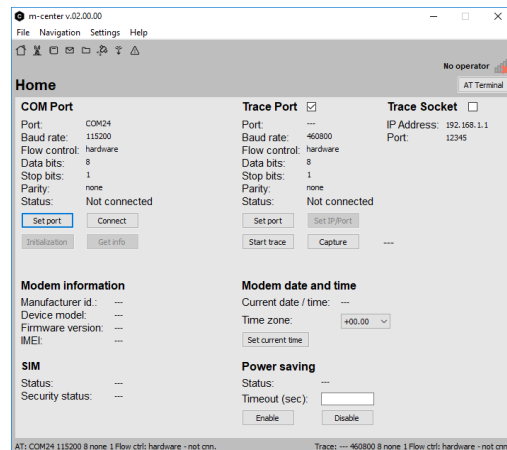 m-center v.02.00.00
File Navigation Settings Help
No operator
Home
AT Terminal
COM Port
Port: COM24
Baud rate: 115200
Flow control: hardware
Data bits: 8
Stop bits: 1
Parity: none
Status: Not connected
Set port Connect
Initialization Get info
Trace Port
Port: ---
Baud rate: 460800
Flow control: hardware
Data bits: 8
Stop bits: 1
Parity: none
Status: Not connected
Set port Set IP/Port
Start trace Capture ---
Trace Socket
IP Address: 192.168.1.1
Port: 12345
Modem information
Manufacturer id.: ---
Device model: ---
Firmware version: ---
IMEI: ---
Modem date and time
Current date / time: ---
Time zone: +00.00
Set current time
SIM
Status: ---
Security status: ---
Power saving
Status: ---
Timeout (sec):
Enable Disable
AT: COM24 115200 8 none 1 Flow ctrl: hardware - not cnn. Trace: --- 460800 8 none 1 Flow ctrl: hardware - not cnn